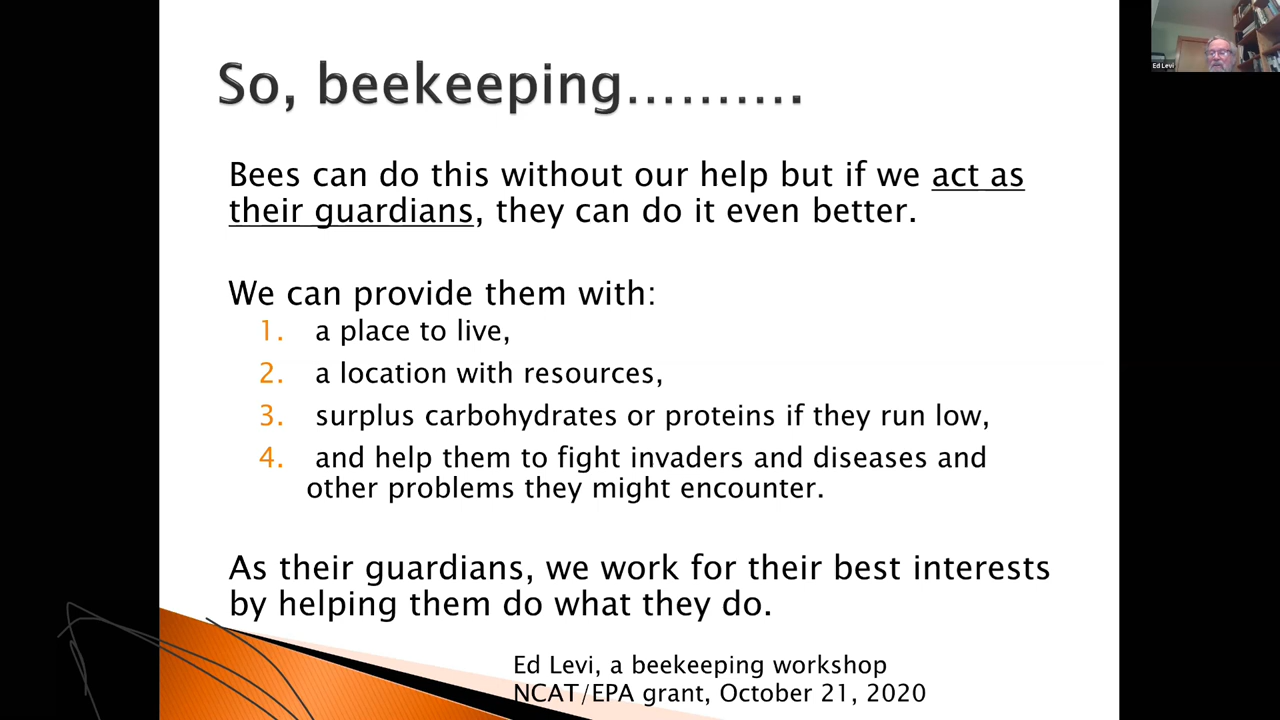 So, beekeeping..........
Ed Levi
Bees can do this without our help but if we act as
their guardians, they can do it even better.
We can provide them with:
1. a place to live,
2. a location with resources,
3. surplus carbohydrates or proteins if they run low,
4. and help them to fight invaders and diseases and
other problems they might encounter.
As their guardians, we work for their best interests
by helping them do what they do.
Ed Levi, a beekeeping workshop
NCAT/EPA grant, October 21, 2020